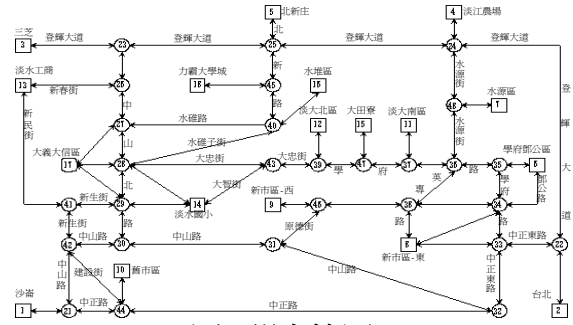 三芝
3
登輝大道
23
登輝大道
5
北新庄
北新路
25
登輝大道
4
淡江農場
24
登輝大道
淡水工商
13
新春街
26
力霸大學城
16
45
水堆區
15
水源街
46
水源區
7
登輝大道
新民街
中山北路
27
水碓路
40
水碓子街
淡大北區
12
大田寮
15
淡大南區
11
水源街
大義大信區
17
28
大忠街
43
大忠街
39
學府路
47
37
英專路
36
35
學府鄧公區
6
鄧公路
大智街
14
淡水國小
41
新生街
29
新市區-西
9
48
38
學府路
34
新生街
42
中山路
30
中山路
31
原德街
8
新市區-東
33
中正東路
22
中山路
建設街
10
舊市區
中山路
中正東路
沙崙
1
21
中正路
44
中正路
32
台北
2